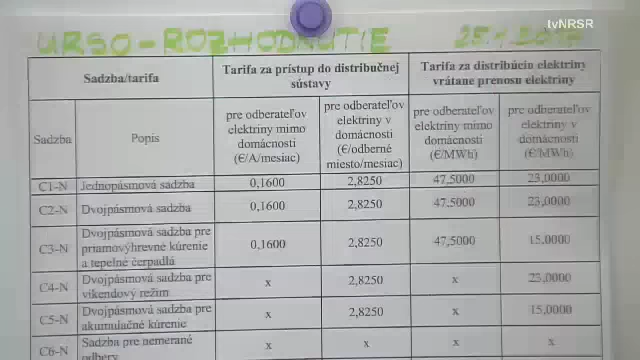 tvNRSR
URSO - ROZHODNUTIE
Sadzba/tarifa
Tarifa za prístup do distribučnej
sústavy
Tarifa za distribúciu elektriny
vrátane prenosu elektriny
Sadzba
Popis
pre odberateľov
elektriny mimo
domácnosti
(€/A/mesiac)
pre odberateľov
elektriny v
domácnosti
(€/odberné
miesto/mesiac)
pre odberateľov
elektriny mimo
domácnosti
(€/MWh)
pre odberateľov
elektriny v
domácnosti
(€/MWh)
C1-N Jednopásmová sadzba 0,1600 2,8250 47,5000 23,0000
C2-N Dvojpásmová sadzba 0,1600 2,8250 47,5000 23,0000
C3-N Dvojpásmová sadzba pre
priamovýhrevné kúrenie
a tepelné čerpadlá
0,1600 2,8250 47,5000 15,0000
C4-N Dvojpásmová sadzba pre
víkendový režim
x 2,8250 x 23,0000
C5-N Dvojpásmová sadzba pre
akumulačné kúrenie
x 2,8250 x 15,0000
C6-N Sadzba pre nemerané
odbery
x x x x